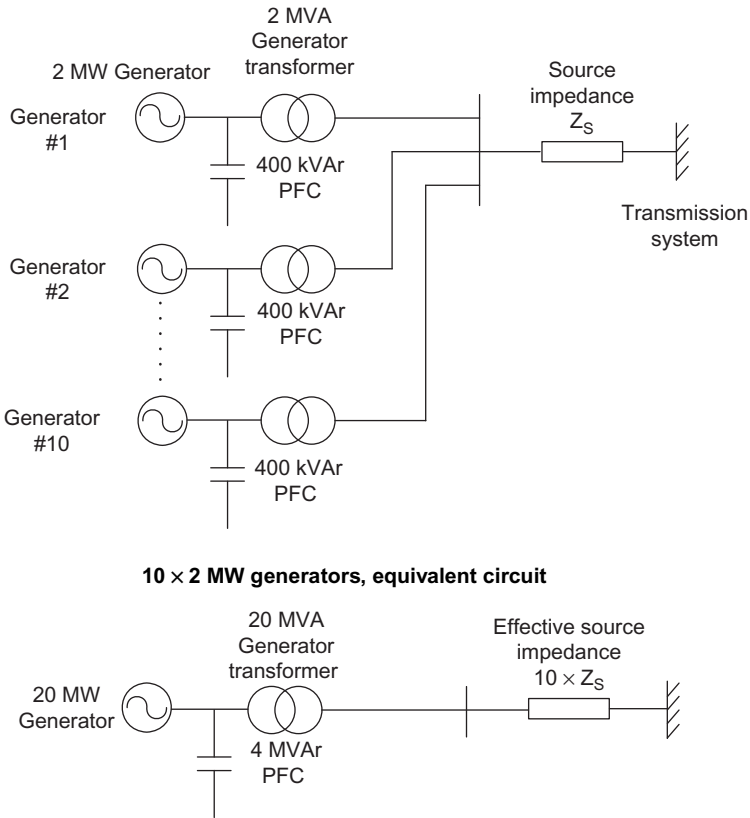 2 MVA
Generator
transformer
2 MW Generator
Generator
#1
400 kVAr
PFC
Source
impedance
Z_S
Transmission
system
Generator
#2
400 kVAr
PFC
Generator
#10
400 kVAr
PFC
10 × 2 MW generators, equivalent circuit
20 MVA
Generator
transformer
20 MW
Generator
4 MVAr
PFC
Effective source
impedance
10 × Z_S